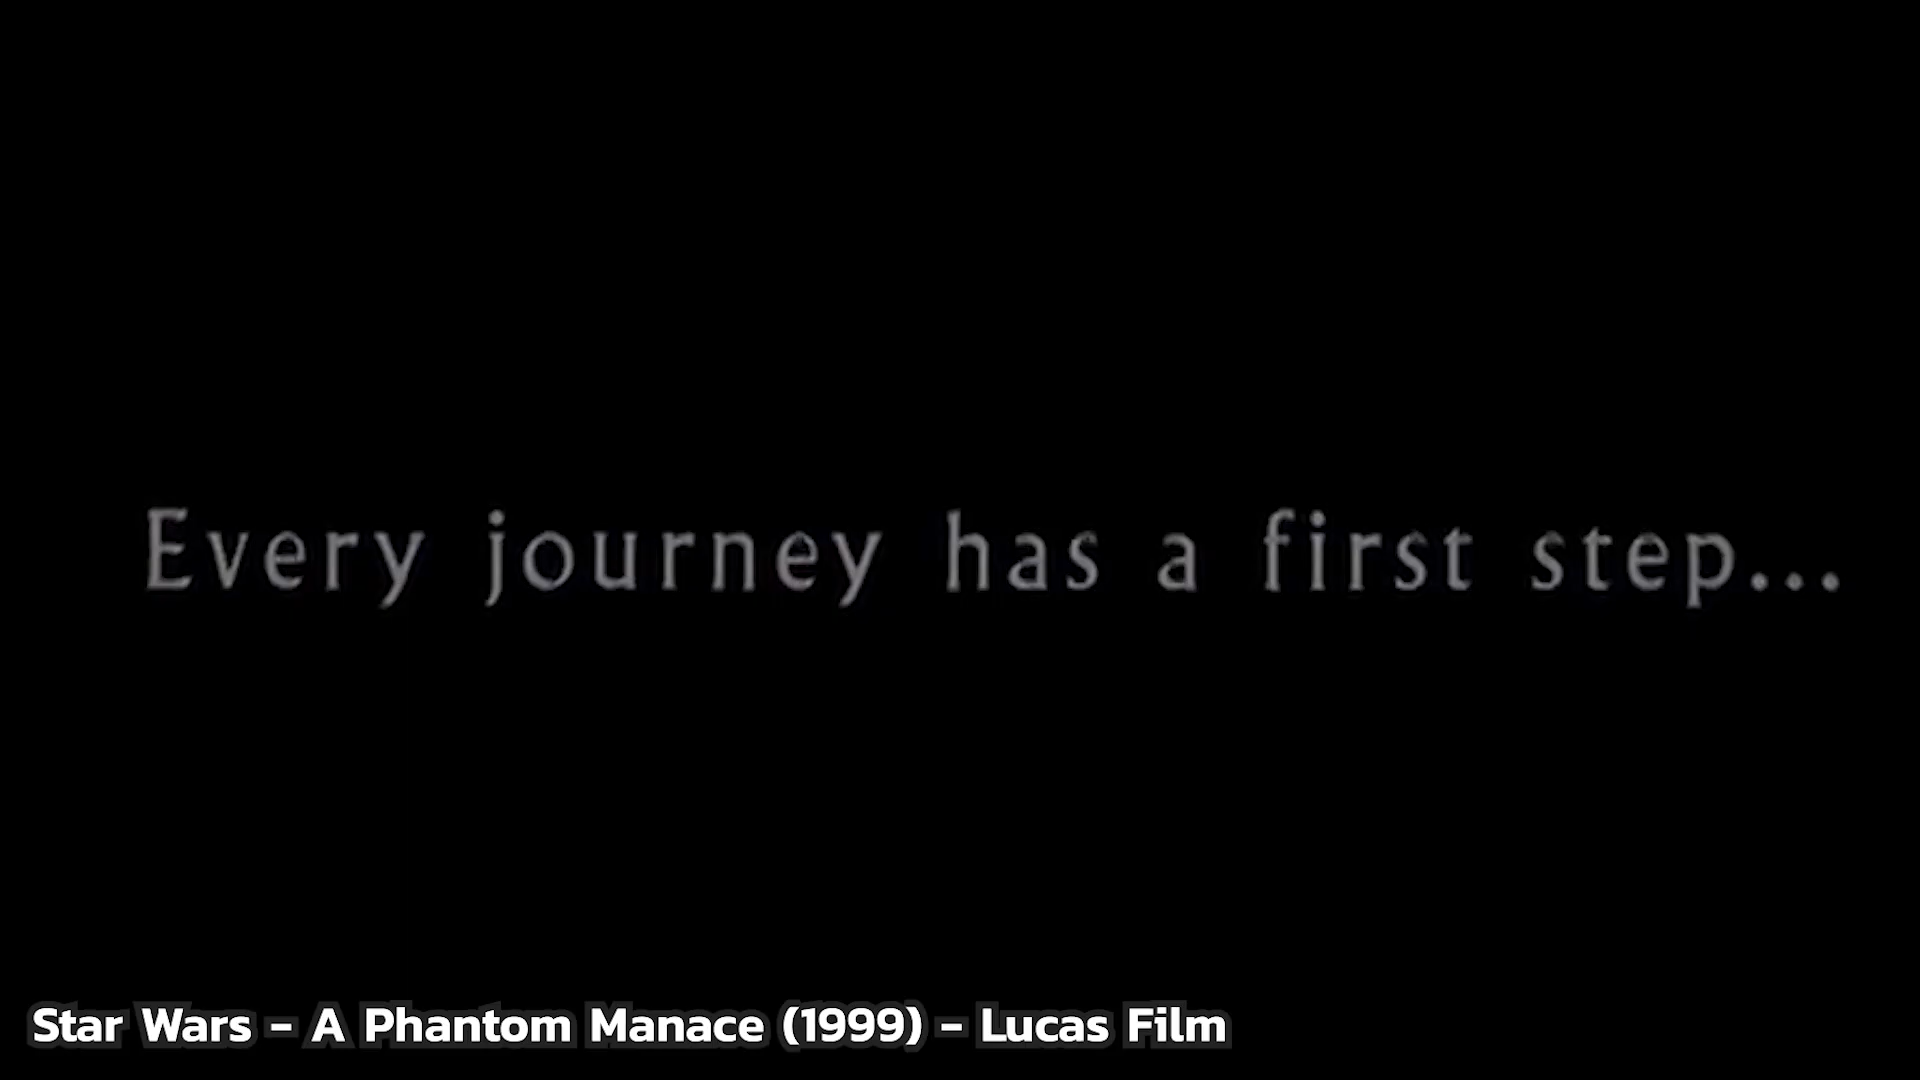 Every journey has a first step...
Star Wars - A Phantom Manace (1999) - Lucas Film